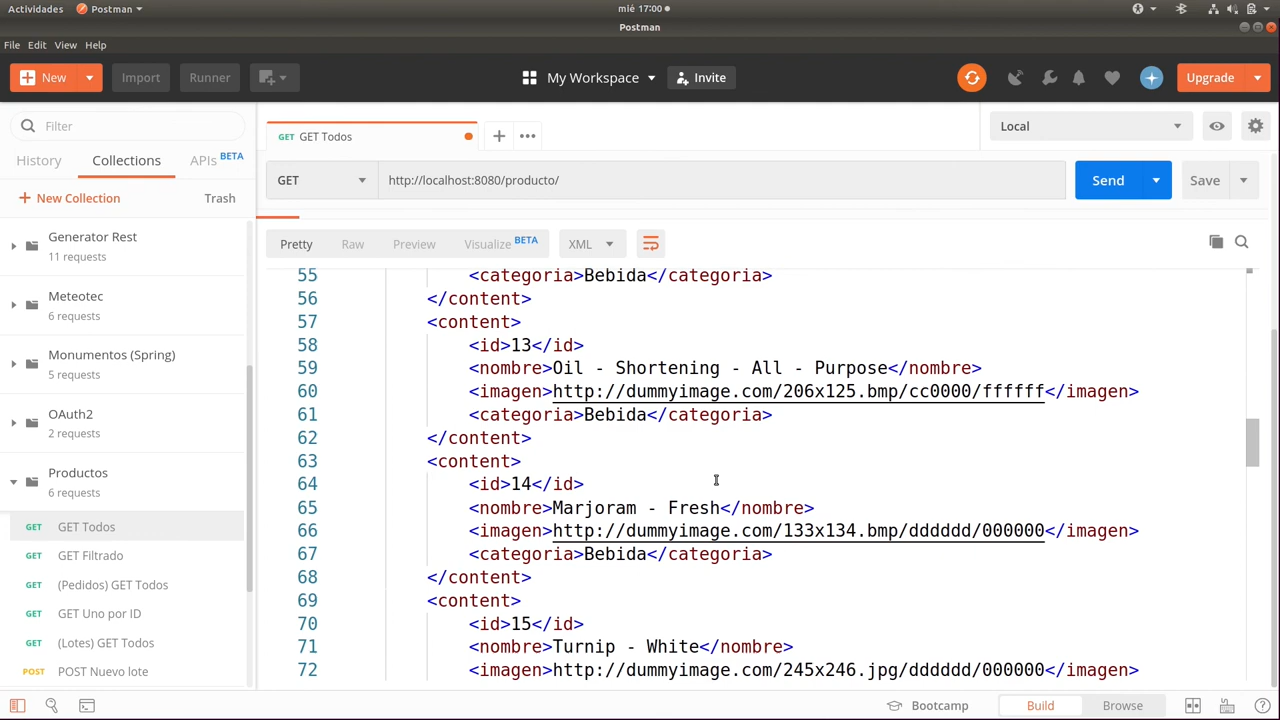 Actividades Postman mié 17:00
Postman
File Edit View Help
New Import Runner My Workspace Invite Upgrade
Filter
History Collections APIs BETA
New Collection Trash
Generator Rest
11 requests
Meteotec
6 requests
Monumentos (Spring)
5 requests
OAuth2
2 requests
Productos
6 requests
GET GET Todos
GET GET Filtrado
GET (Pedidos) GET Todos
GET GET Uno por ID
GET (Lotes) GET Todos
POST POST Nuevo lote
GET GET Todos Local
GET http://localhost:8080/producto/ Send Save
Pretty Raw Preview Visualize BETA XML
55 <categoria>Bebida</categoria>
56 </content>
57 <content>
58 <id>13</id>
59 <nombre>Oil - Shortening - All - Purpose</nombre>
60 <imagen>http://dummyimage.com/206x125.bmp/cc0000/ffffff</imagen>
61 <categoria>Bebida</categoria>
62 </content>
63 <content>
64 <id>14</id>
65 <nombre>Marjoram - Fresh</nombre>
66 <imagen>http://dummyimage.com/133x134.bmp/dddddd/000000</imagen>
67 <categoria>Bebida</categoria>
68 </content>
69 <content>
70 <id>15</id>
71 <nombre>Turnip - White</nombre>
72 <imagen>http://dummyimage.com/245x246.jpg/dddddd/000000</imagen>
Bootcamp Build Browse